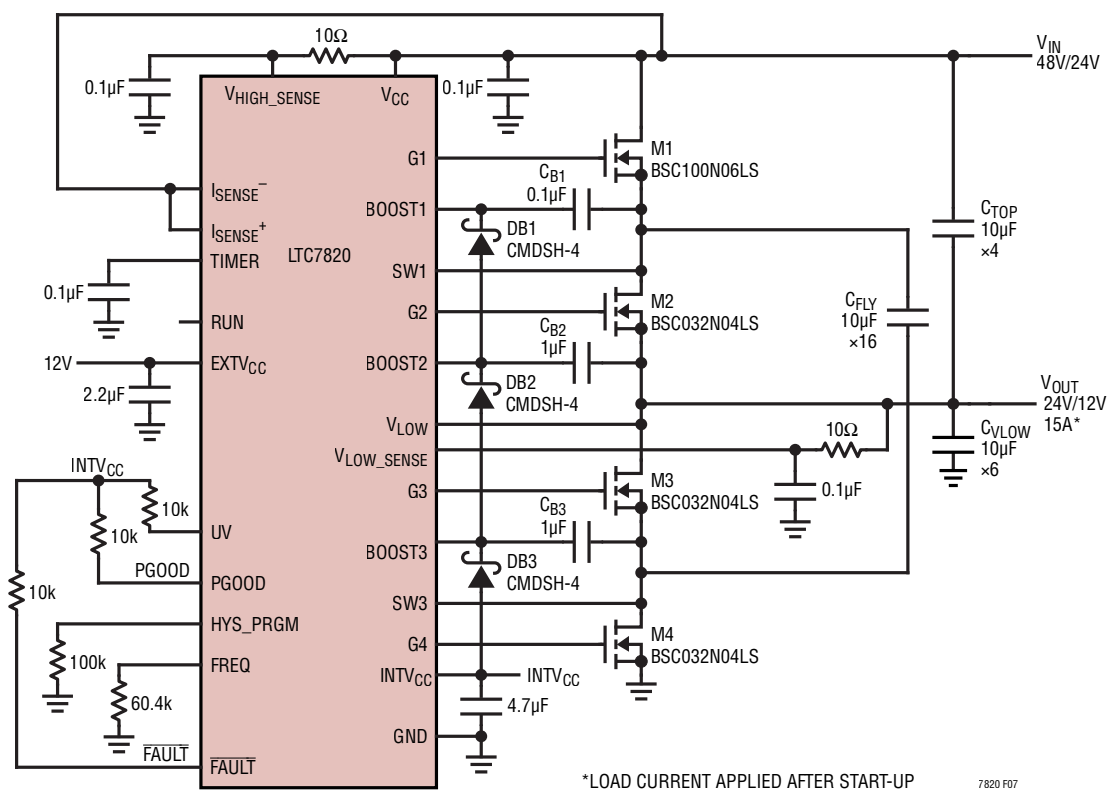 10Ω
V_IN
48V/24V
0.1µF
V_HIGH_SENSE
V_CC
0.1µF
G1
M1
BSC100N06LS
C_B1
0.1µF
I_SENSE⁻
BOOST1
DB1
CMDSH-4
C_TOP
10µF
×4
I_SENSE⁺
LTC7820
TIMER
SW1
0.1µF
G2
M2
BSC032N04LS
C_FLY
10µF
×16
RUN
C_B2
1µF
12V
EXTV_CC
BOOST2
2.2µF
DB2
CMDSH-4
V_OUT
24V/12V
15A*
V_LOW
10Ω
C_VLOW
10µF
×6
V_LOW_SENSE
INTV_CC
G3
M3
BSC032N04LS
0.1µF
10k
UV
C_B3
1µF
10k
BOOST3
PGOOD
PGOOD
DB3
CMDSH-4
10k
SW3
HYS_PRGM
G4
M4
BSC032N04LS
100k
FREQ
INTV_CC
INTV_CC
60.4k
4.7µF
GND
FAULT
FAULT
*LOAD CURRENT APPLIED AFTER START-UP
7820 F07